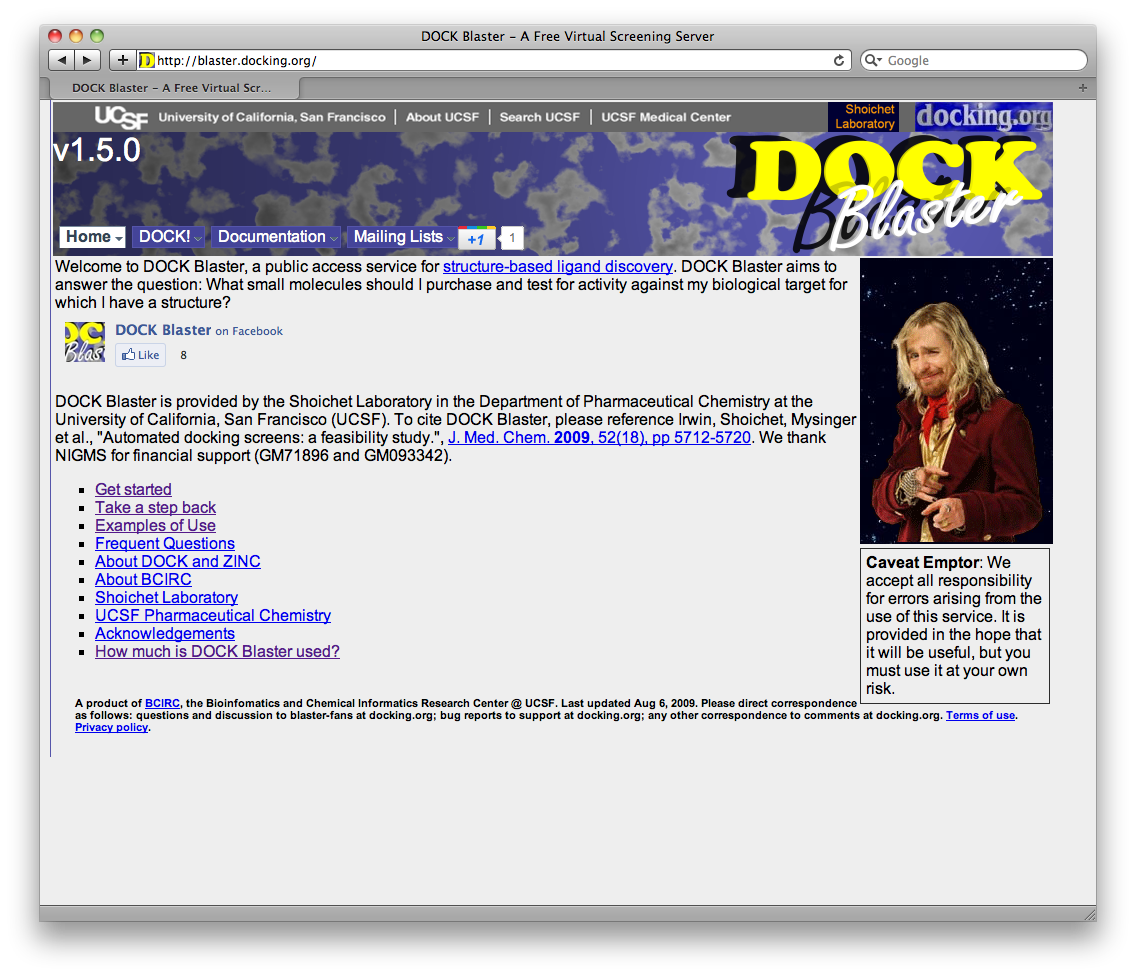 DOCK Blaster – A Free Virtual Screening Server
http://blaster.docking.org/
Google
DOCK Blaster – A Free Virtual Scr...
UCSF University of California, San Francisco | About UCSF | Search UCSF | UCSF Medical Center
Shoichet
Laboratory
docking.org
v1.5.0
DOCK
Blaster
Home DOCK! Documentation Mailing Lists +1 1
Welcome to DOCK Blaster, a public access service for structure-based ligand discovery. DOCK Blaster aims to
answer the question: What small molecules should I purchase and test for activity against my biological target for
which I have a structure?
DOCK Blaster on Facebook
Like 8
DOCK Blaster is provided by the Shoichet Laboratory in the Department of Pharmaceutical Chemistry at the
University of California, San Francisco (UCSF). To cite DOCK Blaster, please reference Irwin, Shoichet, Mysinger
et al., "Automated docking screens: a feasibility study.", J. Med. Chem. 2009, 52(18), pp 5712-5720. We thank
NIGMS for financial support (GM71896 and GM093342).
Get started
Take a step back
Examples of Use
Frequent Questions
About DOCK and ZINC
About BCIRC
Shoichet Laboratory
UCSF Pharmaceutical Chemistry
Acknowledgements
How much is DOCK Blaster used?
Caveat Emptor: We
accept all responsibility
for errors arising from the
use of this service. It is
provided in the hope that
it will be useful, but you
must use it at your own
risk.
A product of BCIRC, the Bioinfomatics and Chemical Informatics Research Center @ UCSF. Last updated Aug 6, 2009. Please direct correspondence
as follows: questions and discussion to blaster-fans at docking.org; bug reports to support at docking.org; any other correspondence to comments at docking.org. Terms of use.
Privacy policy.